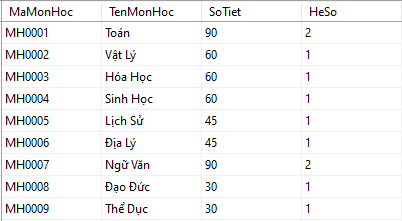 MaMonHoc TenMonHoc SoTiet HeSo
MH0001 Toán 90 2
MH0002 Vật Lý 60 1
MH0003 Hóa Học 60 1
MH0004 Sinh Học 60 1
MH0005 Lịch Sử 45 1
MH0006 Địa Lý 45 1
MH0007 Ngữ Văn 90 2
MH0008 Đạo Đức 30 1
MH0009 Thể Dục 30 1